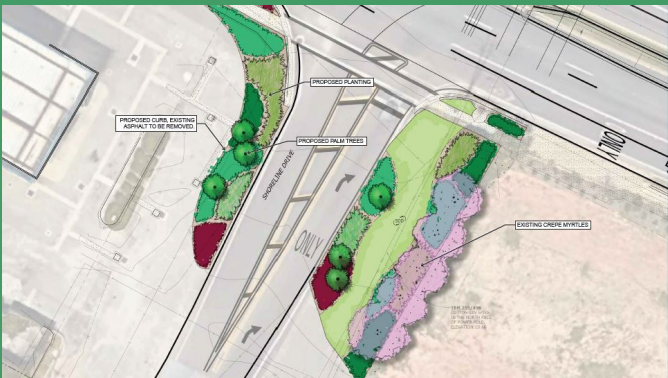 PROPOSED PLANTING
PROPOSED CURB, EXISTING
ASPHALT TO BE REMOVED.
PROPOSED PALM TREES
SHORELINE DRIVE
ONLY
ONLY
EXISTING CREPE MYRTLES